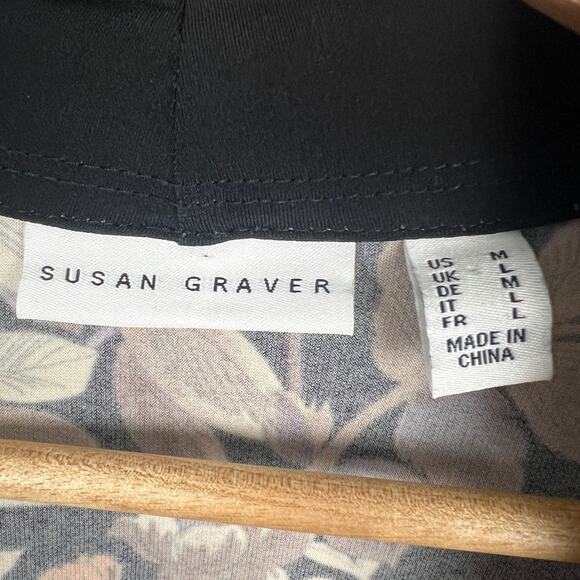 SUSAN GRAVER
US M
UK L
DE M
IT L
FR L
MADE IN
CHINA